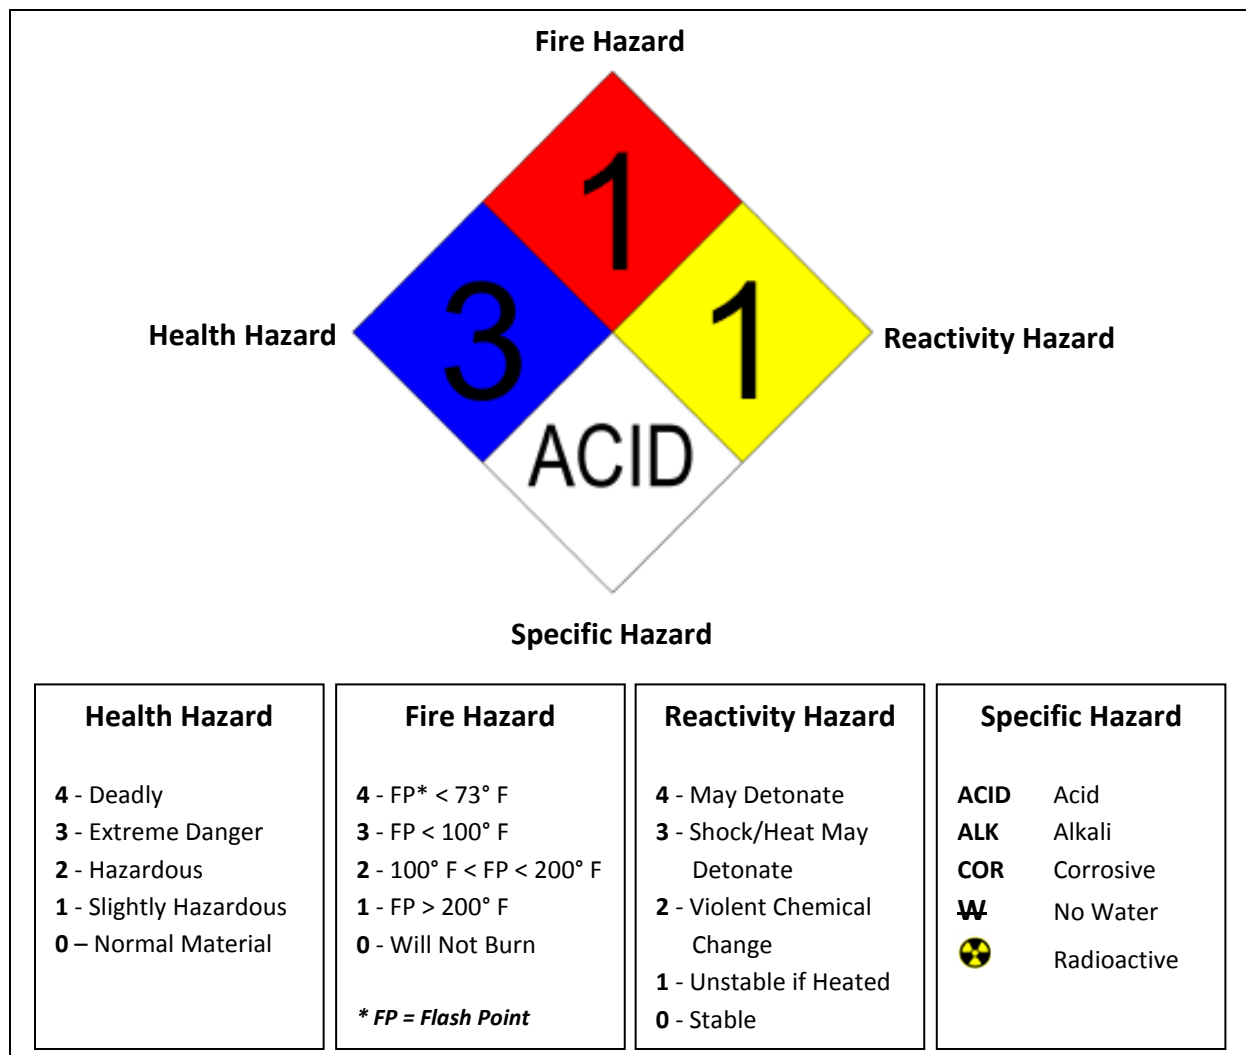 Fire Hazard
1
3
1
Health Hazard
Reactivity Hazard
ACID
Specific Hazard
Health Hazard
4 - Deadly
3 - Extreme Danger
2 - Hazardous
1 - Slightly Hazardous
0 – Normal Material
Fire Hazard
4 - FP* < 73° F
3 - FP < 100° F
2 - 100° F < FP < 200° F
1 - FP > 200° F
0 - Will Not Burn
* FP = Flash Point
Reactivity Hazard
4 - May Detonate
3 - Shock/Heat May
Detonate
2 - Violent Chemical
Change
1 - Unstable if Heated
0 - Stable
Specific Hazard
ACID Acid
ALK Alkali
COR Corrosive
W No Water
Radioactive